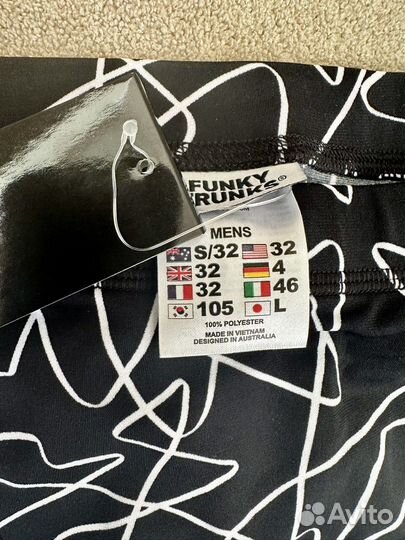 FUNKY
TRUNKS®
MENS
S/32 32
32 4
32 46
105 L
100% POLYESTER
MADE IN VIETNAM
DESIGNED IN AUSTRALIA
Avito